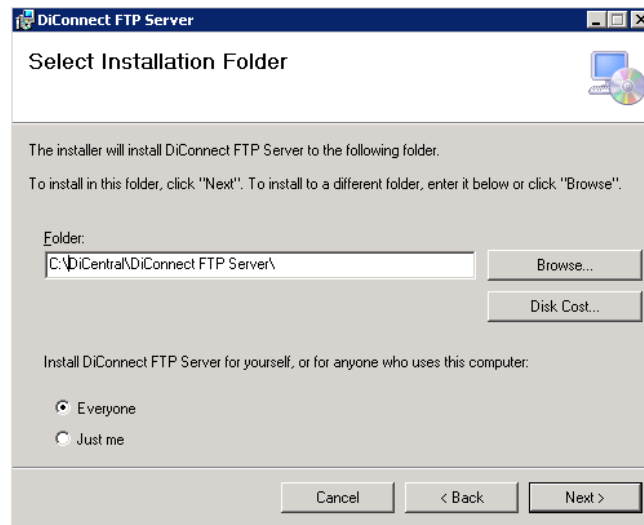 DiConnect FTP Server
Select Installation Folder
The installer will install DiConnect FTP Server to the following folder.
To install in this folder, click "Next". To install to a different folder, enter it below or click "Browse".
Folder:
C:\DiCentral\DiConnect FTP Server\
Browse...
Disk Cost...
Install DiConnect FTP Server for yourself, or for anyone who uses this computer:
Everyone
Just me
Cancel
< Back
Next >